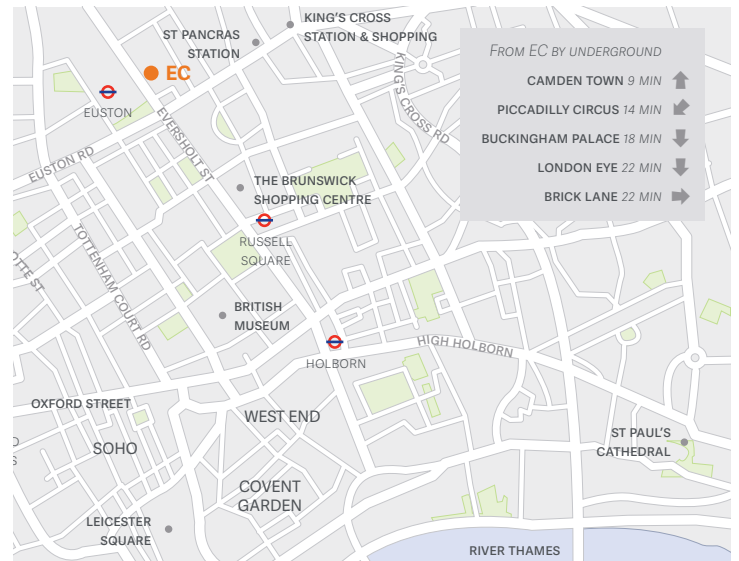 KING'S CROSS
STATION & SHOPPING
ST PANCRAS
STATION
EC
EUSTON
EVERSHOLT ST
EUSTON RD
KING'S CROSS RD
FROM EC BY UNDERGROUND
CAMDEN TOWN 9 MIN
PICCADILLY CIRCUS 14 MIN
BUCKINGHAM PALACE 18 MIN
LONDON EYE 22 MIN
BRICK LANE 22 MIN
THE BRUNSWICK
SHOPPING CENTRE
RUSSELL
SQUARE
TOTTENHAM COURT RD
OTTE ST
BRITISH
MUSEUM
HOLBORN
HIGH HOLBORN
OXFORD STREET
WEST END
SOHO
D
S
ST PAUL'S
CATHEDRAL
COVENT
GARDEN
LEICESTER
SQUARE
RIVER THAMES